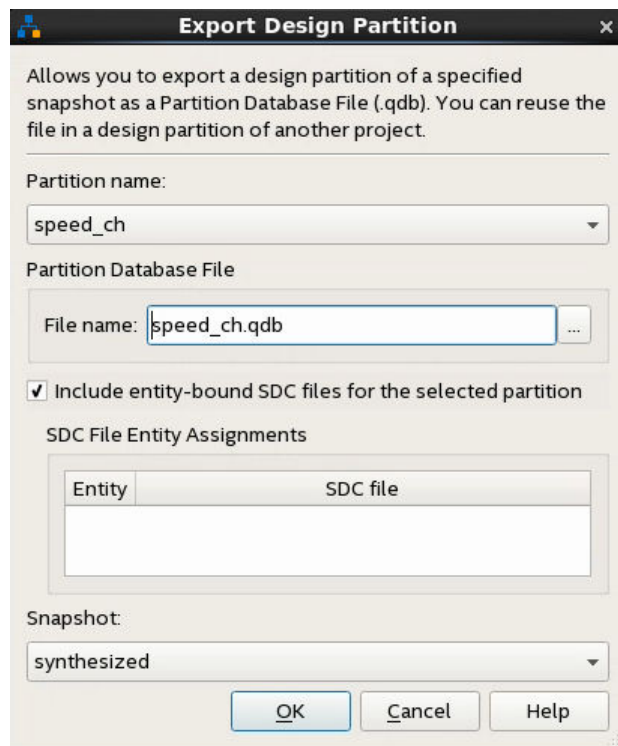 Export Design Partition
Allows you to export a design partition of a specified
snapshot as a Partition Database File (.qdb). You can reuse the
file in a design partition of another project.
Partition name:
speed_ch
Partition Database File
File name: speed_ch.qdb ...
Include entity-bound SDC files for the selected partition
SDC File Entity Assignments
Entity SDC file
Snapshot:
synthesized
OK Cancel Help